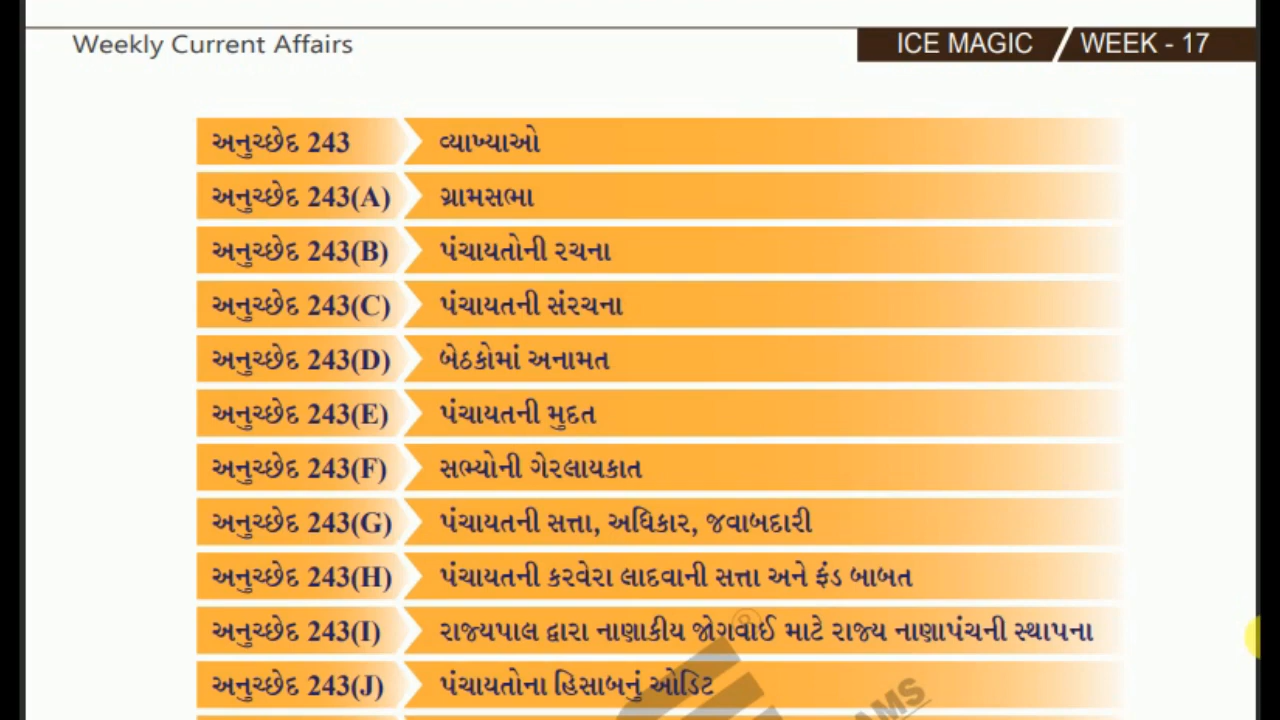 Weekly Current Affairs
ICE MAGIC / WEEK - 17
અનુચ્છેદ 243 વ્યાખ્યાઓ
અનુચ્છેદ 243(A) ગ્રામસભા
અનુચ્છેદ 243(B) પંચાયતોની રચના
અનુચ્છેદ 243(C) પંચાયતની સંરચના
અનુચ્છેદ 243(D) બેઠકોમાં અનામત
અનુચ્છેદ 243(E) પંચાયતની મુદત
અનુચ્છેદ 243(F) સભ્યોની ગેરલાયકાત
અનુચ્છેદ 243(G) પંચાયતની સત્તા, અધિકાર, જવાબદારી
અનુચ્છેદ 243(H) પંચાયતની કરવેરા લાદવાની સત્તા અને ફંડ બાબત
અનુચ્છેદ 243(I) રાજ્યપાલ દ્વારા નાણાકીય જોગવાઈ માટે રાજ્ય નાણાપંચની સ્થાપના
અનુચ્છેદ 243(J) પંચાયતોના હિસાબનું ઓડિટ